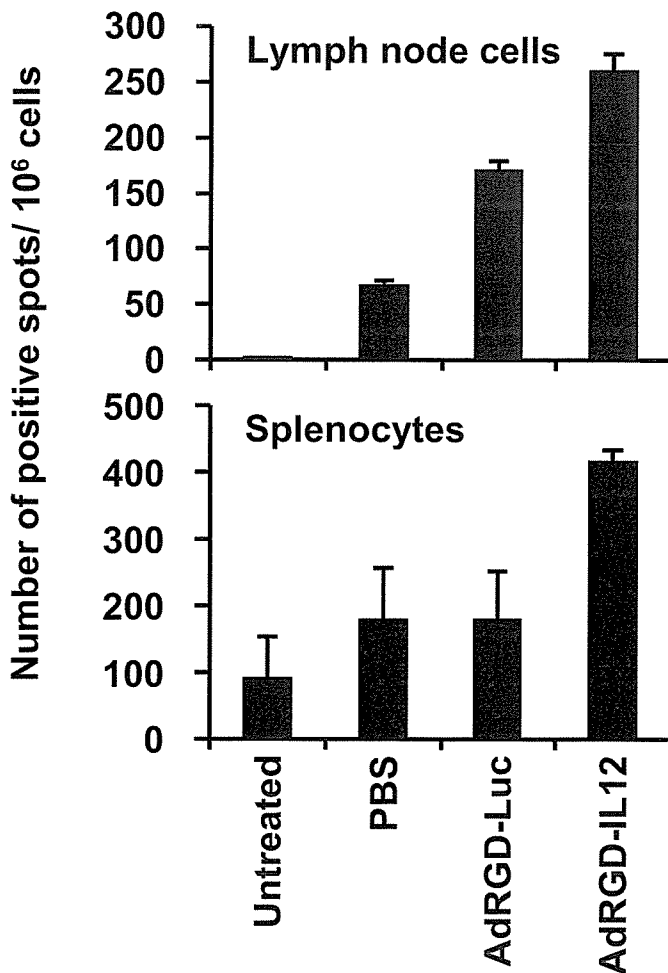 Number of positive spots/ 10⁶ cells
Lymph node cells
300
250
200
150
100
50
0
Splenocytes
500
400
300
200
100
0
Untreated
PBS
AdRGD-Luc
AdRGD-IL12